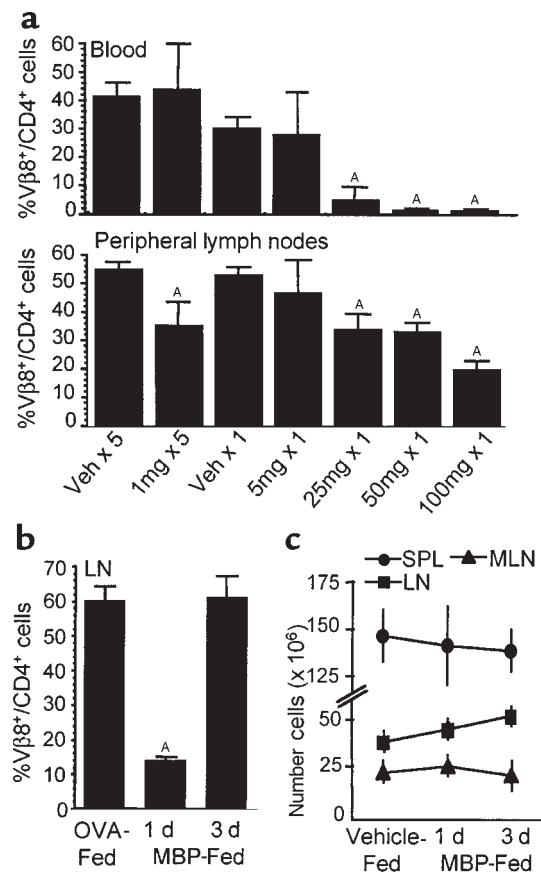 a
Blood
%Vβ8+/CD4+ cells
60
50
40
30
20
10
0
A
A
A
Peripheral lymph nodes
%Vβ8+/CD4+ cells
60
50
40
30
20
10
0
A
A
A
A
Veh x 5
1mg x 5
Veh x 1
5mg x 1
25mg x 1
50mg x 1
100mg x 1
b
LN
%Vβ8+/CD4+ cells
70
60
50
40
30
20
10
0
A
OVA-
Fed
1 d
3 d
MBP-Fed
c
SPL
MLN
LN
Number cells (x 10⁶)
175
150
125
50
25
0
Vehicle-
Fed
1 d
3 d
MBP-Fed